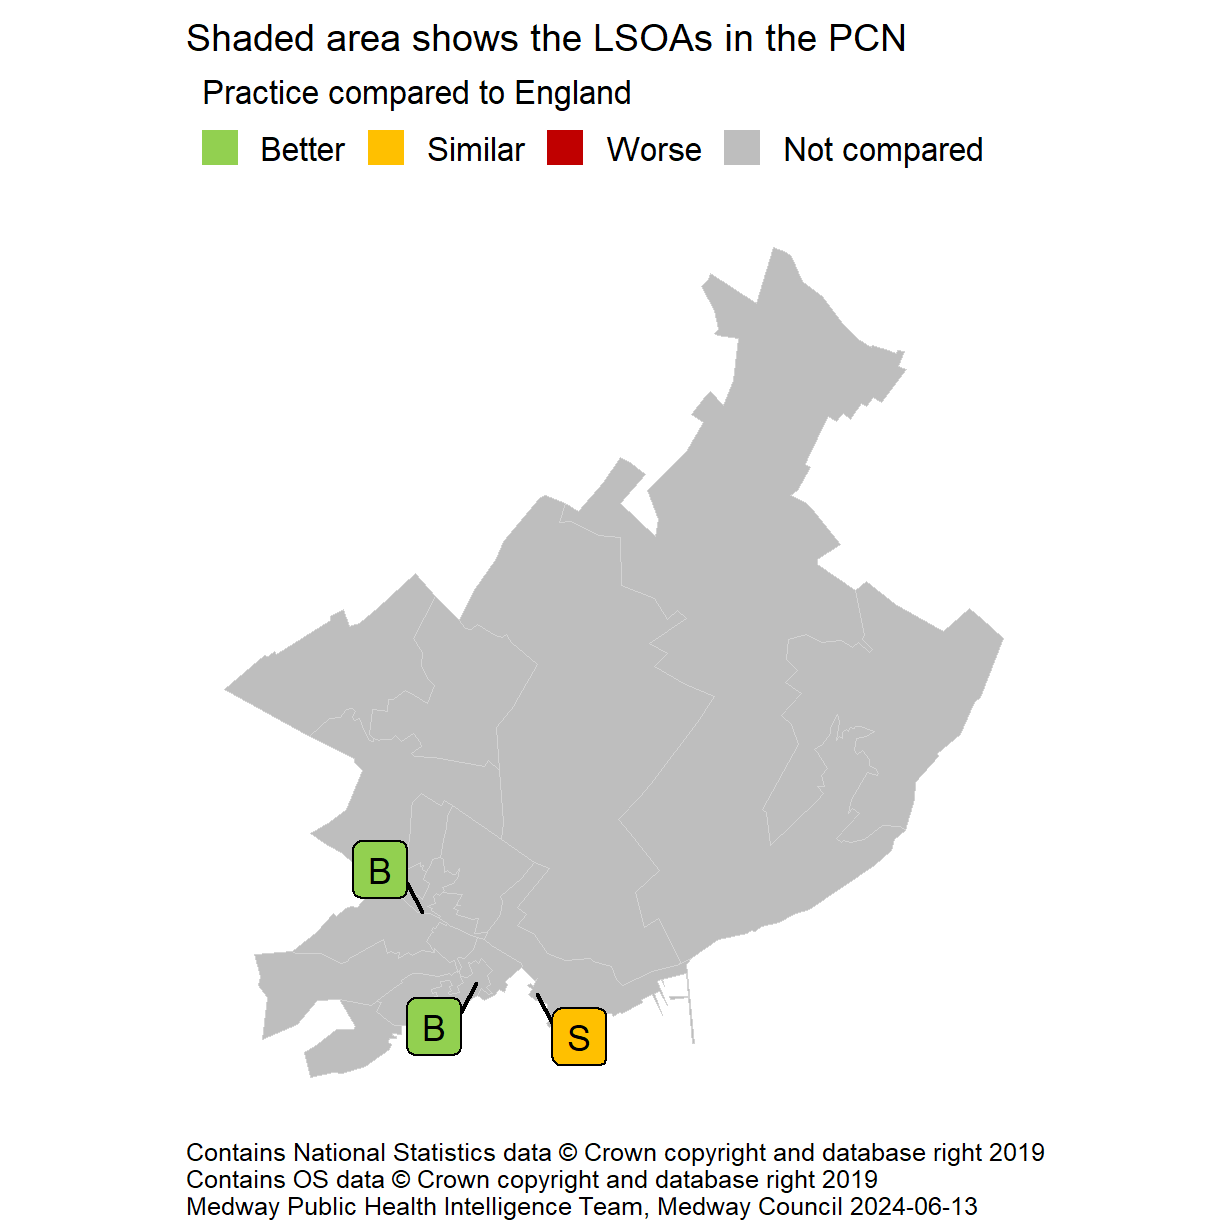 Shaded area shows the LSOAs in the PCN
Practice compared to England
Better Similar Worse Not compared
B
B
S
Contains National Statistics data © Crown copyright and database right 2019
Contains OS data © Crown copyright and database right 2019
Medway Public Health Intelligence Team, Medway Council 2024-06-13